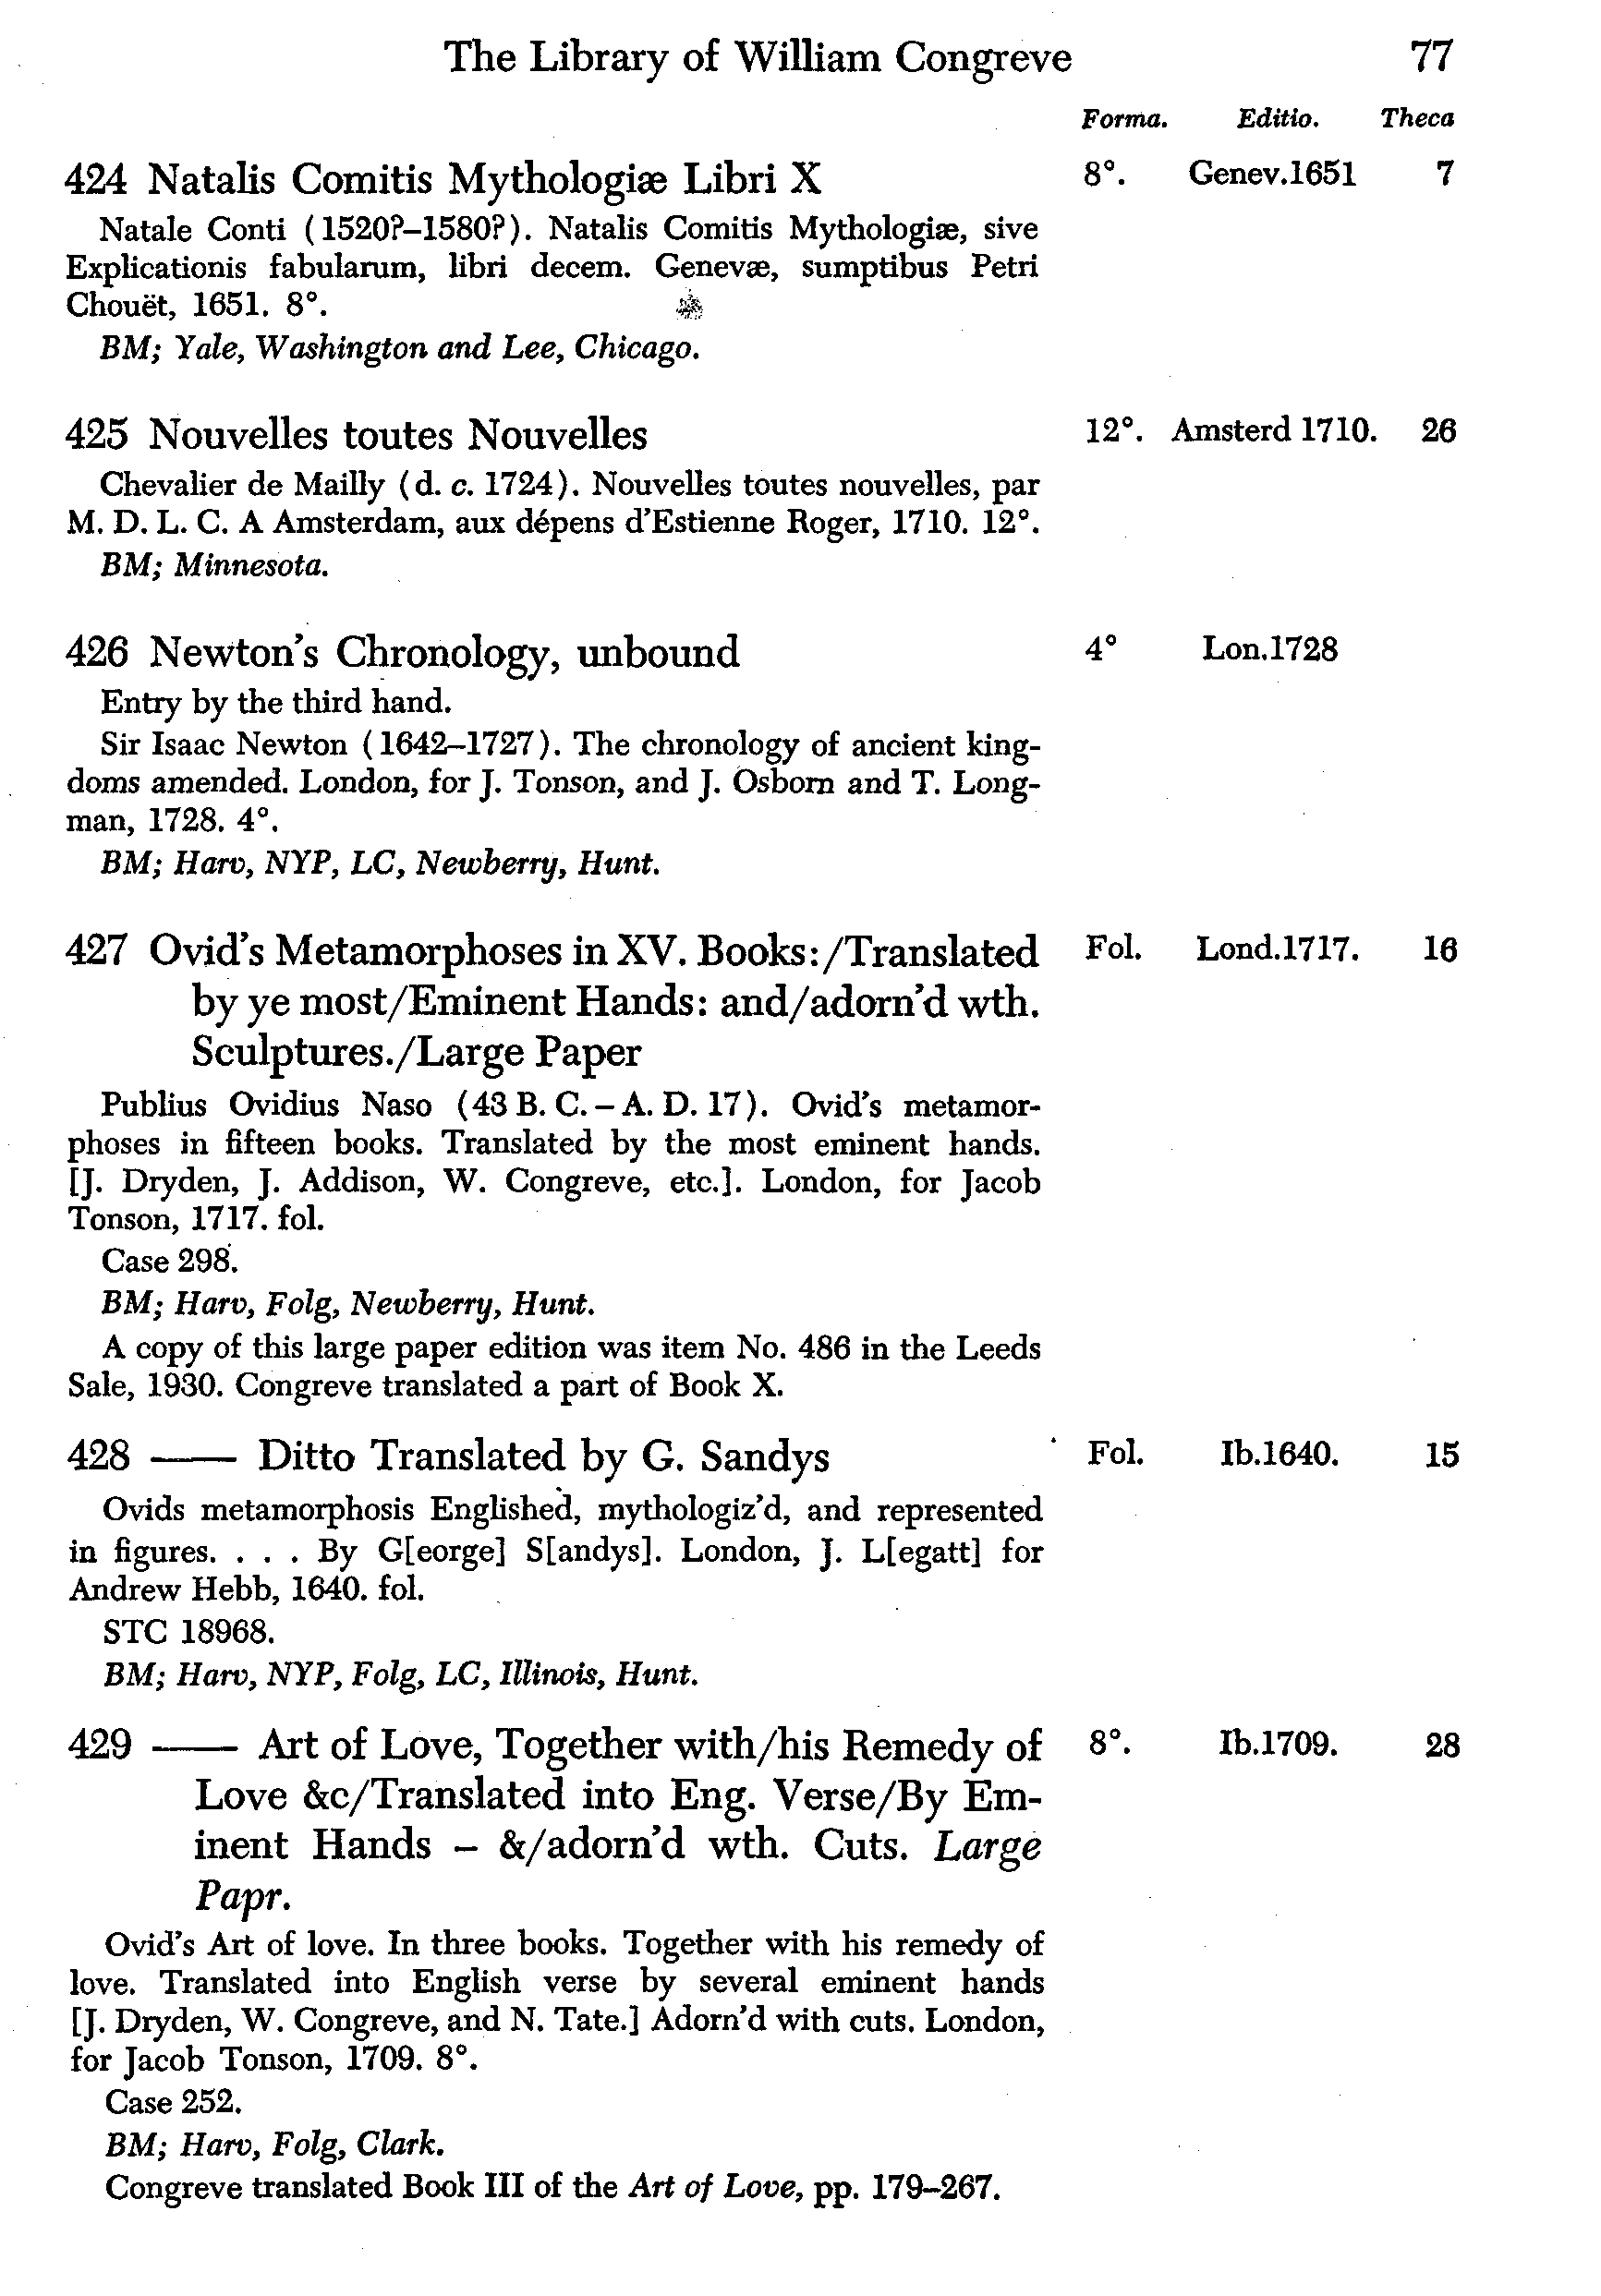 The Library of William Congreve 77
Forma. Editio. Theca
424 Natalis Comitis Mythologiæ Libri X 8°. Genev.1651 7
Natale Conti (1520?–1580?). Natalis Comitis Mythologiæ, sive
Explicationis fabularum, libri decem. Genevæ, sumptibus Petri
Chouët, 1651. 8°.
BM; Yale, Washington and Lee, Chicago.
425 Nouvelles toutes Nouvelles 12°. Amsterd 1710. 26
Chevalier de Mailly (d. c. 1724). Nouvelles toutes nouvelles, par
M. D. L. C. A Amsterdam, aux dépens d'Estienne Roger, 1710. 12°.
BM; Minnesota.
426 Newton's Chronology, unbound 4° Lon.1728
Entry by the third hand.
Sir Isaac Newton (1642–1727). The chronology of ancient king-
doms amended. London, for J. Tonson, and J. Osborn and T. Long-
man, 1728. 4°.
BM; Harv, NYP, LC, Newberry, Hunt.
427 Ovid's Metamorphoses in XV. Books:/Translated Fol. Lond.1717. 16
by ye most/Eminent Hands: and/adorn'd wth.
Sculptures./Large Paper
Publius Ovidius Naso (43 B. C. – A. D. 17). Ovid's metamor-
phoses in fifteen books. Translated by the most eminent hands.
[J. Dryden, J. Addison, W. Congreve, etc.]. London, for Jacob
Tonson, 1717. fol.
Case 298.
BM; Harv, Folg, Newberry, Hunt.
A copy of this large paper edition was item No. 486 in the Leeds
Sale, 1930. Congreve translated a part of Book X.
428 —— Ditto Translated by G. Sandys Fol. Ib.1640. 15
Ovids metamorphosis Englished, mythologiz'd, and represented
in figures. . . . By G[eorge] S[andys]. London, J. L[egatt] for
Andrew Hebb, 1640. fol.
STC 18968.
BM; Harv, NYP, Folg, LC, Illinois, Hunt.
429 —— Art of Love, Together with/his Remedy of 8°. Ib.1709. 28
Love &c/Translated into Eng. Verse/By Em-
inent Hands – &/adorn'd wth. Cuts. Large
Papr.
Ovid's Art of love. In three books. Together with his remedy of
love. Translated into English verse by several eminent hands
[J. Dryden, W. Congreve, and N. Tate.] Adorn'd with cuts. London,
for Jacob Tonson, 1709. 8°.
Case 252.
BM; Harv, Folg, Clark.
Congreve translated Book III of the Art of Love, pp. 179–267.